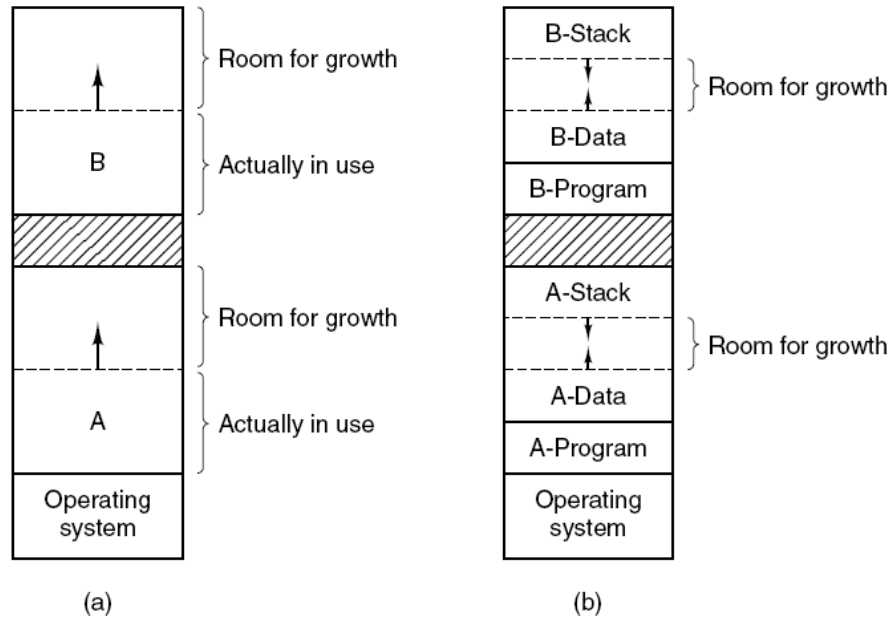 Room for growth
B
Actually in use
Room for growth
A
Actually in use
Operating
system
(a)
B-Stack
Room for growth
B-Data
B-Program
A-Stack
Room for growth
A-Data
A-Program
Operating
system
(b)